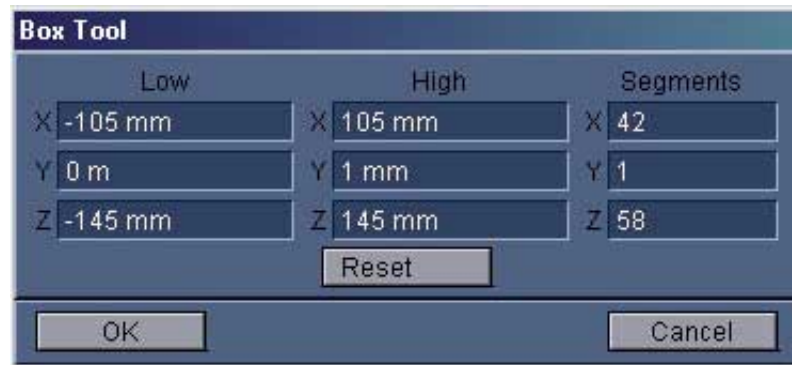 Box Tool
Low High Segments
X -105 mm X 105 mm X 42
Y 0 m Y 1 mm Y 1
Z -145 mm Z 145 mm Z 58
Reset
OK Cancel